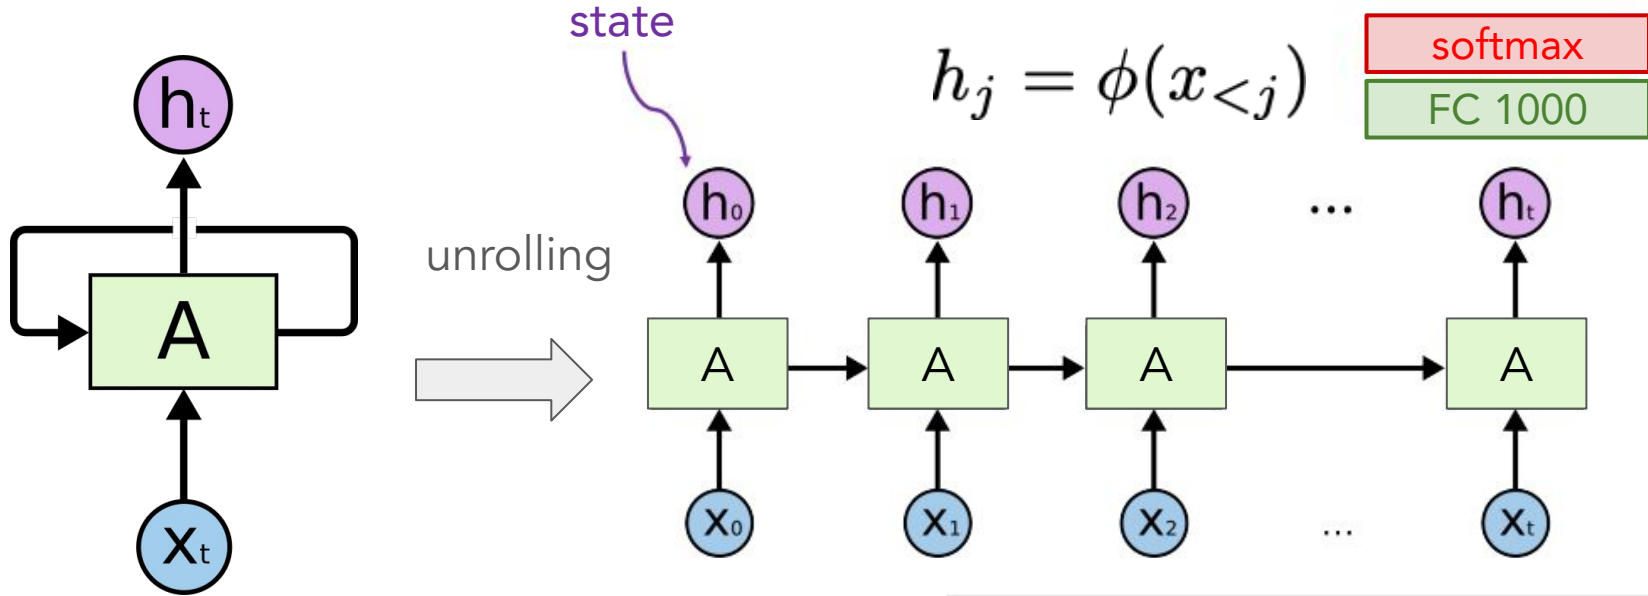 state
h_j = ϕ(x_{<j})
softmax
FC 1000
h_t
h_0 h_1 h_2 ... h_t
unrolling
A
A A A A
x_t
x_0 x_1 x_2 ... x_t